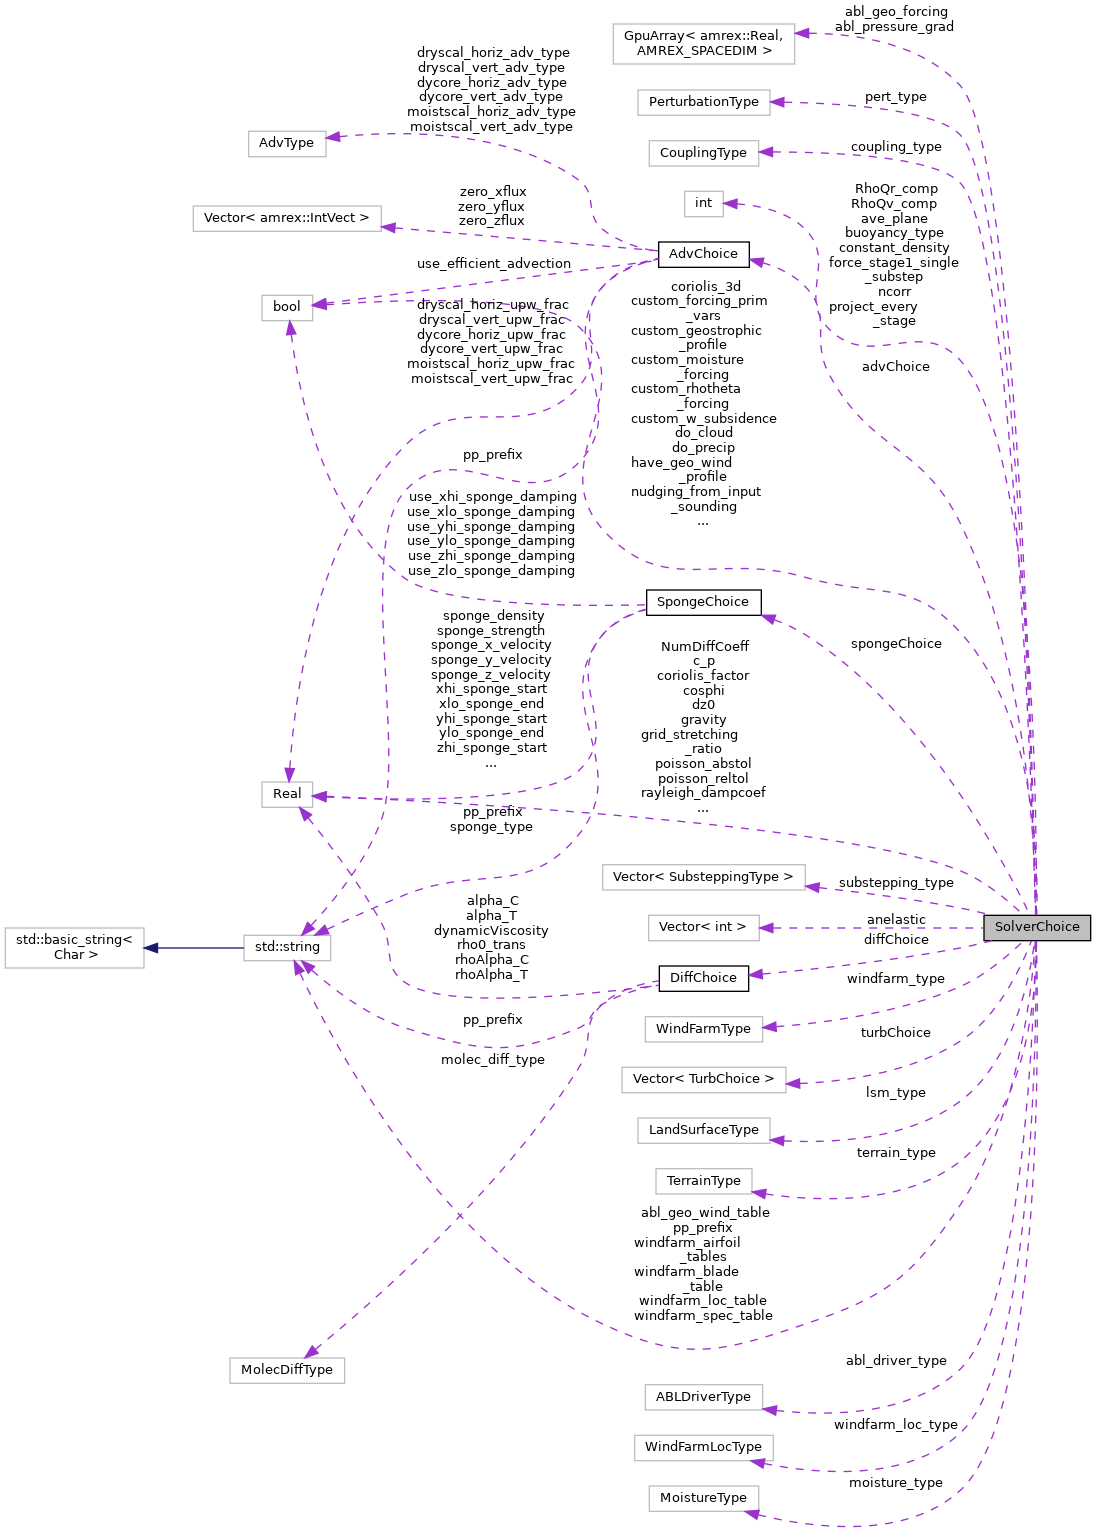 abl_geo_forcing
abl_pressure_grad
GpuArray< amrex::Real,
AMREX_SPACEDIM >
dryscal_horiz_adv_type
dryscal_vert_adv_type
dycore_horiz_adv_type
dycore_vert_adv_type
moistscal_horiz_adv_type
moistscal_vert_adv_type
PerturbationType
pert_type
AdvType
CouplingType
coupling_type
zero_xflux
zero_yflux
zero_zflux
Vector< amrex::IntVect >
int
RhoQr_comp
RhoQv_comp
ave_plane
buoyancy_type
constant_density
force_stage1_single
_substep
ncorr
project_every
_stage
AdvChoice
use_efficient_advection
bool
dryscal_horiz_upw_frac
dryscal_vert_upw_frac
dycore_horiz_upw_frac
dycore_vert_upw_frac
moistscal_horiz_upw_frac
moistscal_vert_upw_frac
coriolis_3d
custom_forcing_prim
_vars
custom_geostrophic
_profile
custom_moisture
_forcing
custom_rhotheta
_forcing
custom_w_subsidence
do_cloud
do_precip
have_geo_wind
_profile
nudging_from_input
_sounding
...
advChoice
pp_prefix
use_xhi_sponge_damping
use_xlo_sponge_damping
use_yhi_sponge_damping
use_ylo_sponge_damping
use_zhi_sponge_damping
use_zlo_sponge_damping
SpongeChoice
sponge_density
sponge_strength
sponge_x_velocity
sponge_y_velocity
sponge_z_velocity
xhi_sponge_start
xlo_sponge_end
yhi_sponge_start
ylo_sponge_end
zhi_sponge_start
...
spongeChoice
NumDiffCoeff
c_p
coriolis_factor
cosphi
dz0
gravity
grid_stretching
_ratio
poisson_abstol
poisson_reltol
rayleigh_dampcoef
...
Real
pp_prefix
sponge_type
Vector< SubsteppingType >
substepping_type
alpha_C
alpha_T
dynamicViscosity
rho0_trans
rhoAlpha_C
rhoAlpha_T
Vector< int >
anelastic
SolverChoice
std::basic_string<
Char >
std::string
diffChoice
DiffChoice
windfarm_type
pp_prefix
WindFarmType
turbChoice
molec_diff_type
Vector< TurbChoice >
lsm_type
LandSurfaceType
terrain_type
TerrainType
abl_geo_wind_table
pp_prefix
windfarm_airfoil
_tables
windfarm_blade
_table
windfarm_loc_table
windfarm_spec_table
MolecDiffType
abl_driver_type
ABLDriverType
windfarm_loc_type
WindFarmLocType
moisture_type
MoistureType